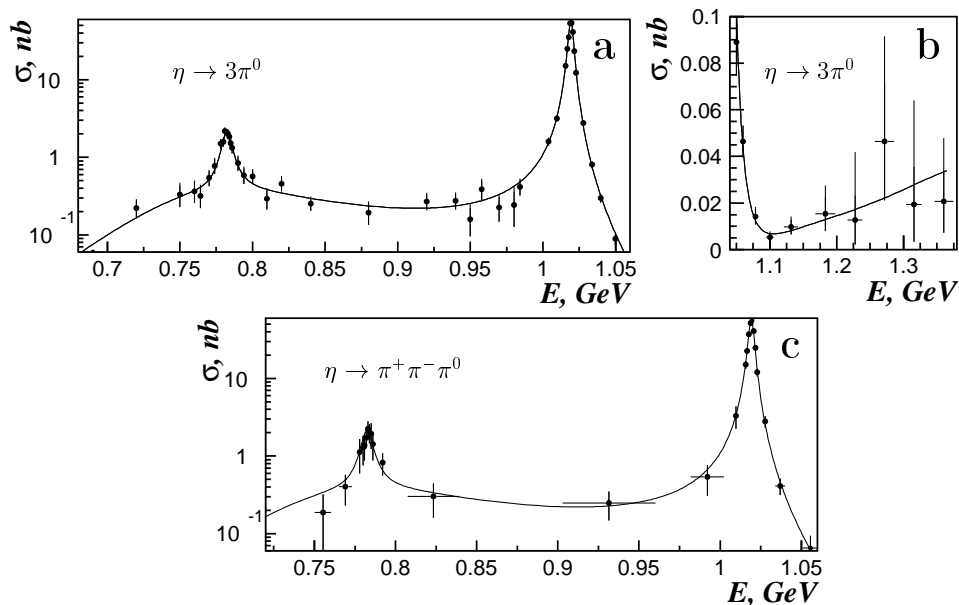 σ, nb
a
η → 3π⁰
10
1
10⁻¹
0.7 0.75 0.8 0.85 0.9 0.95 1 1.05
E, GeV
σ, nb
b
η → 3π⁰
0.1
0.08
0.06
0.04
0.02
0
1.1 1.2 1.3
E, GeV
σ, nb
c
η → π⁺π⁻π⁰
10
1
10⁻¹
0.75 0.8 0.85 0.9 0.95 1 1.05
E, GeV